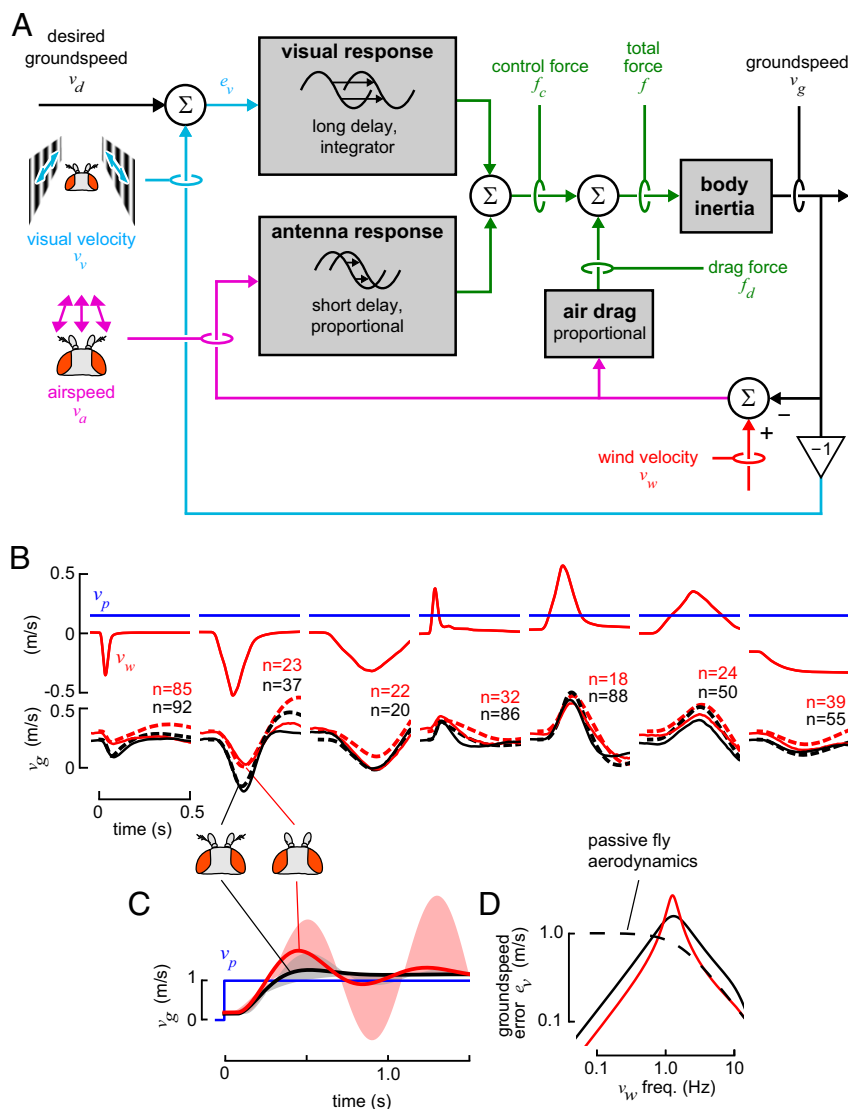 A
desired
groundspeed
v_d
Σ
e_v
visual response
long delay,
integrator
control force
f_c
total
force
f
groundspeed
v_g
visual velocity
v_v
Σ
Σ
body
inertia
antenna response
short delay,
proportional
drag force
f_d
air drag
proportional
airspeed
v_a
Σ
−
+
−1
wind velocity
v_w
B
0.5
0
-0.5
(m/s)
v_p
v_w
n=85
n=92
n=23
n=37
n=22
n=20
n=32
n=86
n=18
n=88
n=24
n=50
n=39
n=55
0.5
0
v_g (m/s)
0
0.5
time (s)
C
v_p
1
0
v_g (m/s)
0
1.0
time (s)
D
passive fly
aerodynamics
1.0
0.1
groundspeed
error ê_v (m/s)
0.1
1.0
10
v_w freq. (Hz)